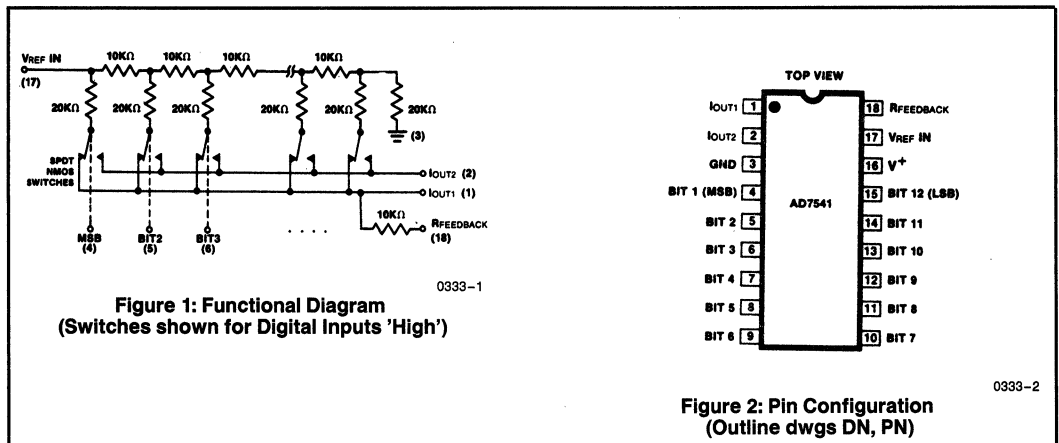 VREF IN
(17)
10KΩ 10KΩ 10KΩ 10KΩ
20KΩ 20KΩ 20KΩ 20KΩ 20KΩ 20KΩ
(3)
SPDT
NMOS
SWITCHES
IOUT2 (2)
IOUT1 (1)
10KΩ
RFEEDBACK
(18)
MSB
(4)
BIT2
(5)
BIT3
(6)
. . . .
0333–1
Figure 1: Functional Diagram
(Switches shown for Digital Inputs 'High')
TOP VIEW
IOUT1 1
IOUT2 2
GND 3
BIT 1 (MSB) 4
BIT 2 5
BIT 3 6
BIT 4 7
BIT 5 8
BIT 6 9
AD7541
18 RFEEDBACK
17 VREF IN
16 V+
15 BIT 12 (LSB)
14 BIT 11
13 BIT 10
12 BIT 9
11 BIT 8
10 BIT 7
0333–2
Figure 2: Pin Configuration
(Outline dwgs DN, PN)